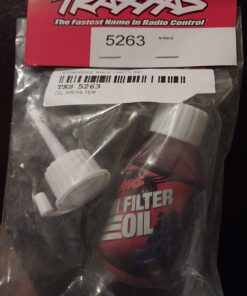 TRAXXAS
The Fastest Name In Radio Control
5263
TXS 5263
OIL AIR FILTER
FILTER
OIL